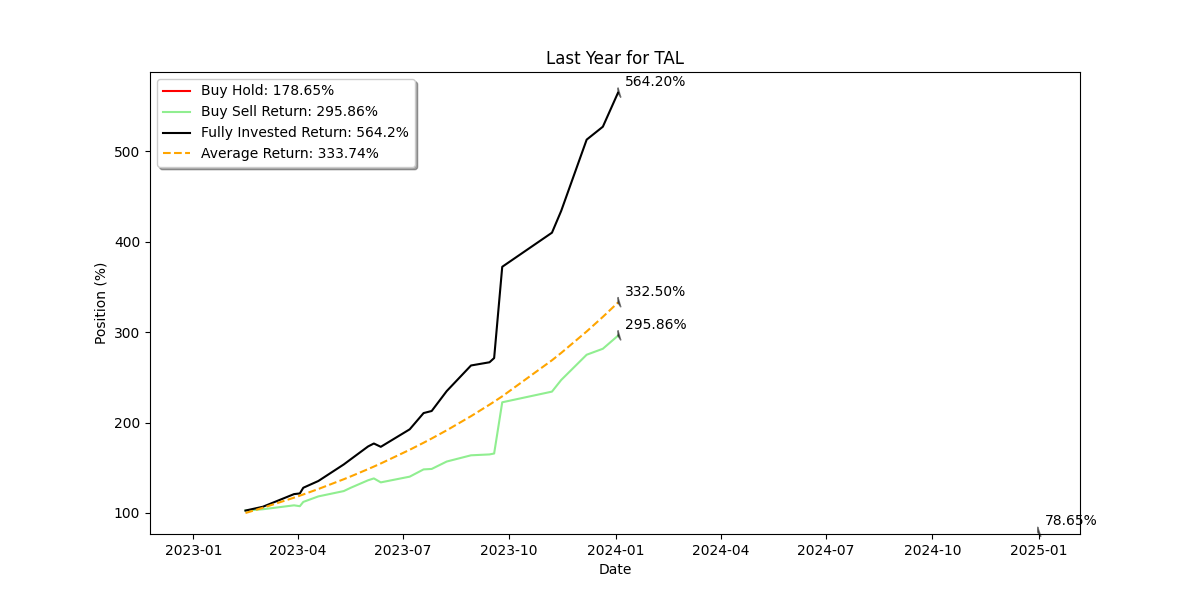 Last Year for TAL
564.20%
Buy Hold: 178.65%
Buy Sell Return: 295.86%
Fully Invested Return: 564.2%
Average Return: 333.74%
500
400
332.50%
295.86%
300
200
100
78.65%
Position (%)
2023-01 2023-04 2023-07 2023-10 2024-01 2024-04 2024-07 2024-10 2025-01
Date